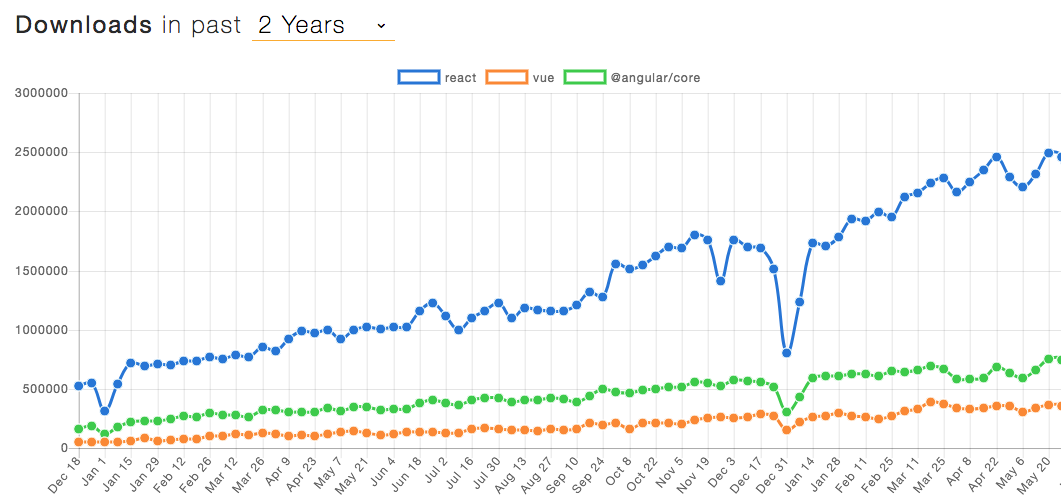 Downloads in past 2 Years
react vue @angular/core
3000000
2500000
2000000
1500000
1000000
500000
0
Dec 18 Jan 1 Jan 15 Jan 29 Feb 12 Feb 26 Mar 12 Mar 26 Apr 9 Apr 23 May 7 May 21 Jun 4 Jun 18 Jul 2 Jul 16 Jul 30 Aug 13 Aug 27 Sep 10 Sep 24 Oct 8 Oct 22 Nov 5 Nov 19 Dec 3 Dec 17 Dec 31 Jan 14 Jan 28 Feb 11 Feb 25 Mar 11 Mar 25 Apr 8 Apr 22 May 6 May 20